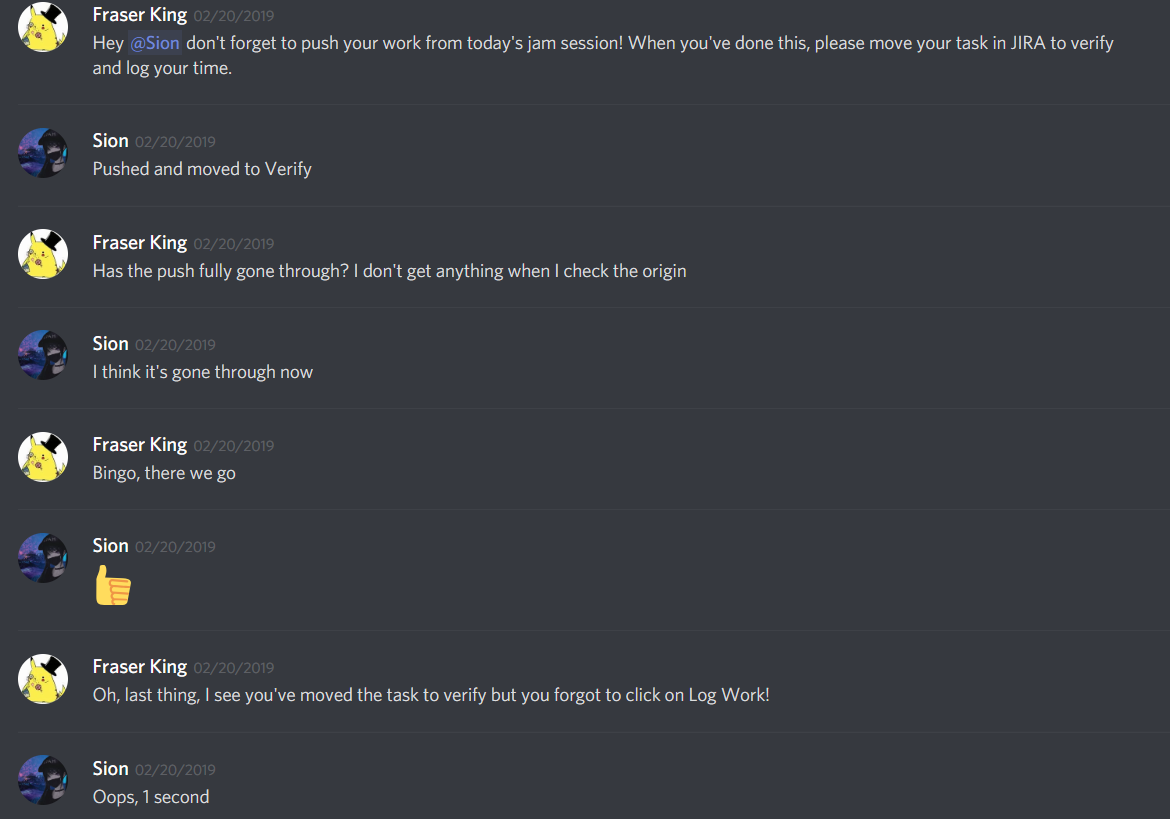 Fraser King 02/20/2019
Hey @Sion don't forget to push your work from today's jam session! When you've done this, please move your task in JIRA to verify
and log your time.
Sion 02/20/2019
Pushed and moved to Verify
Fraser King 02/20/2019
Has the push fully gone through? I don't get anything when I check the origin
Sion 02/20/2019
I think it's gone through now
Fraser King 02/20/2019
Bingo, there we go
Sion 02/20/2019
Fraser King 02/20/2019
Oh, last thing, I see you've moved the task to verify but you forgot to click on Log Work!
Sion 02/20/2019
Oops, 1 second